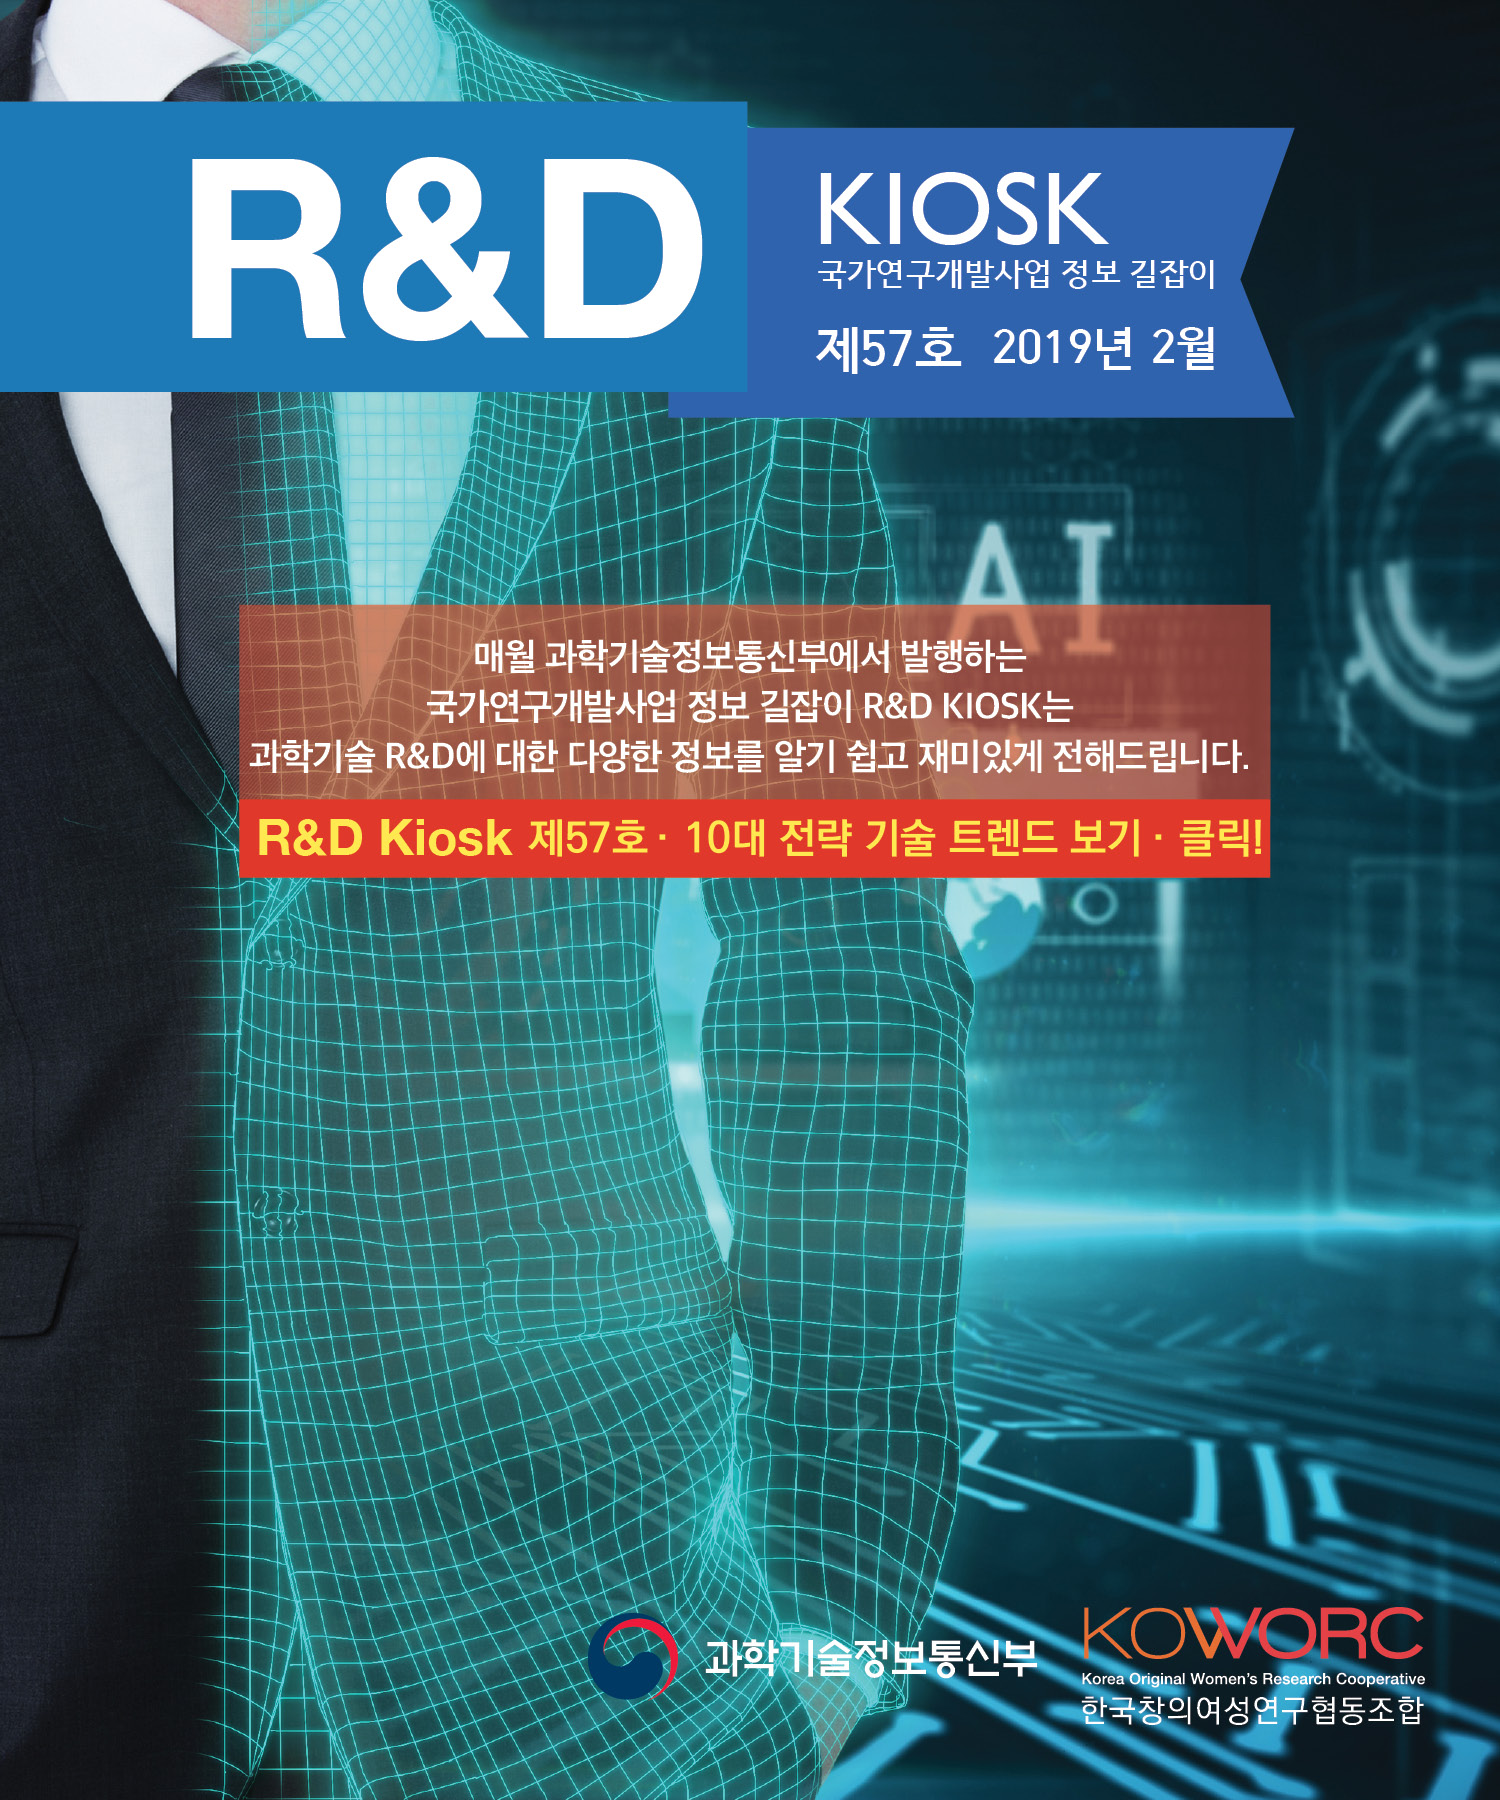 R&D
KIOSK
국가연구개발사업 정보 길잡이
제57호 2019년 2월
AI
매월 과학기술정보통신부에서 발행하는
국가연구개발사업 정보 길잡이 R&D KIOSK는
과학기술 R&D에 대한 다양한 정보를 알기 쉽고 재미있게 전해드립니다.
R&D Kiosk 제57호 · 10대 전략 기술 트렌드 보기 · 클릭!
과학기술정보통신부
KOWORC
Korea Original Women's Research Cooperative
한국창의여성연구협동조합